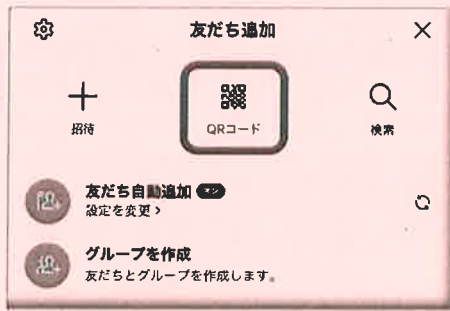 友だち追加
招待
QRコード
検索
友だち自動追加 オン
設定を変更 >
グループを作成
友だちとグループを作成します。